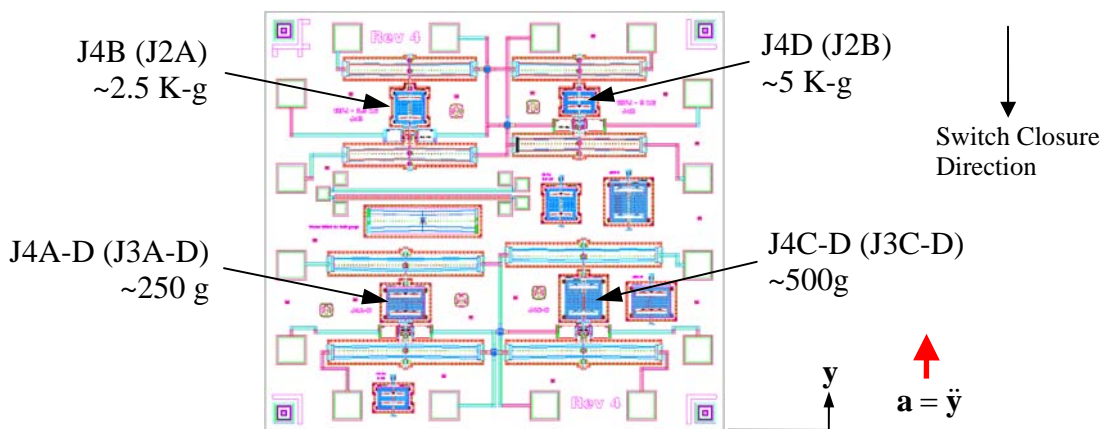 J4B (J2A)
~2.5 K-g
Rev 4
J4D (J2B)
~5 K-g
Switch Closure
Direction
J4A-D (J3A-D)
~250 g
J4C-D (J3C-D)
~500g
Rev 4
y
a = ÿ